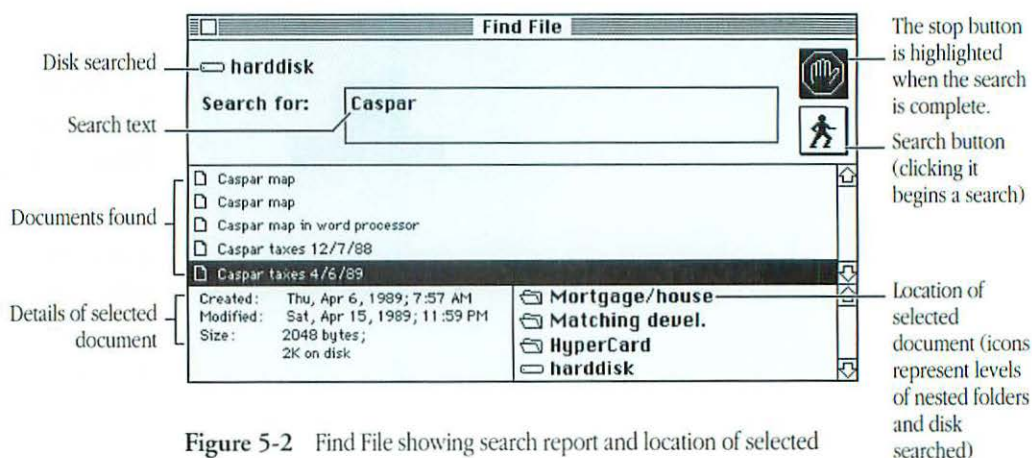 Find File
Disk searched
harddisk
Search for: Caspar
Search text
The stop button
is highlighted
when the search
is complete.
Search button
(clicking it
begins a search)
Documents found
Caspar map
Caspar map
Caspar map in word processor
Caspar taxes 12/7/88
Caspar taxes 4/6/89
Details of selected
document
Created: Thu, Apr 6, 1989; 7:57 AM
Modified: Sat, Apr 15, 1989; 11:59 PM
Size: 2048 bytes;
2K on disk
Mortgage/house
Matching devel.
HyperCard
harddisk
Location of
selected
document (icons
represent levels
of nested folders
and disk
searched)
Figure 5-2 Find File showing search report and location of selected